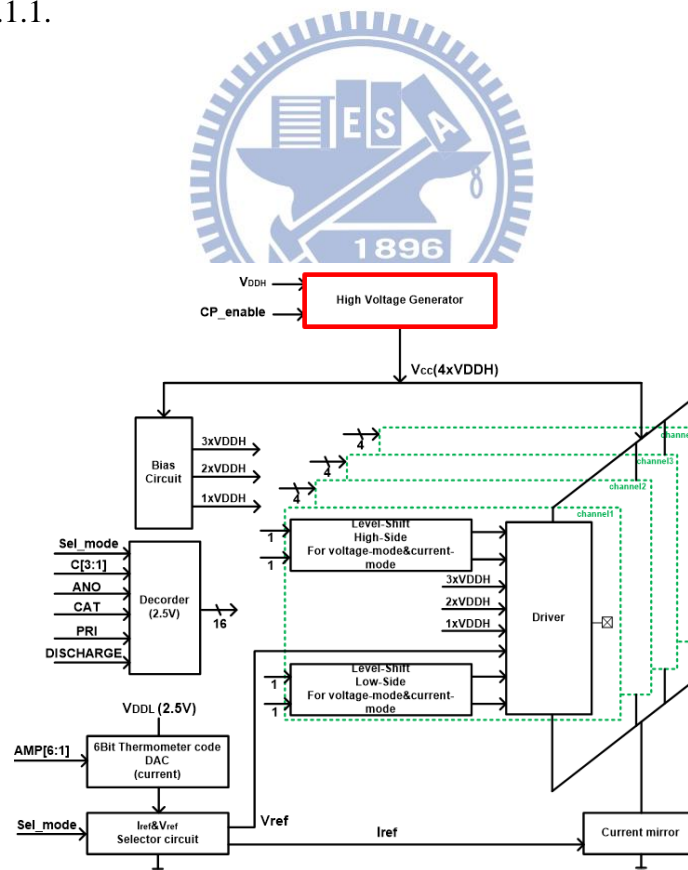 .1.1.
E S A
1896
VDDH
High Voltage Generator
CP_enable
Vcc(4xVDDH)
Bias
Circuit
3xVDDH
2xVDDH
1xVDDH
4
4
4
channel3
channel2
channel1
Sel_mode
C[3:1]
ANO
CAT
PRI
DISCHARGE
Decorder
(2.5V)
16
1
1
Level-Shift
High-Side
For voltage-mode&current-
mode
3xVDDH
2xVDDH
1xVDDH
Driver
1
1
Level-Shift
Low-Side
For voltage-mode&current-
mode
VDDL (2.5V)
AMP[6:1]
6Bit Thermometer code
DAC
(current)
Sel_mode
Iref&Vref
Selector circuit
Vref
Iref
Current mirror